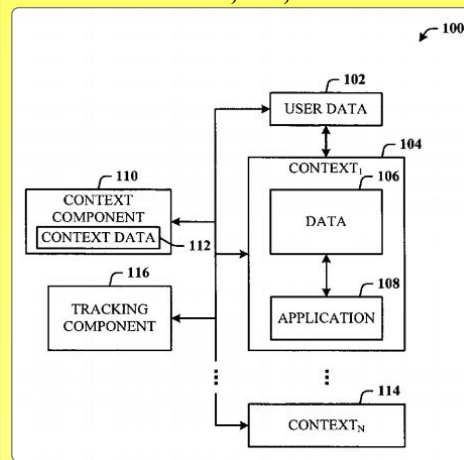 100
102
USER DATA
104
CONTEXT1
110
106
CONTEXT
COMPONENT
CONTEXT DATA
112
DATA
116
TRACKING
COMPONENT
108
APPLICATION
114
CONTEXTN